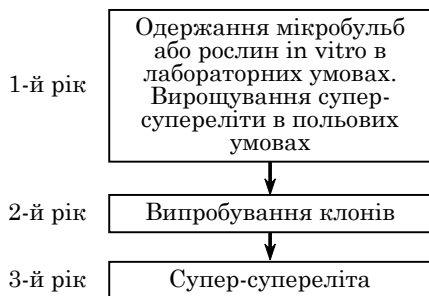 Одержання мікробульб
або рослин in vitro в
лабораторних умовах.
1-й рік
Вирощування супер-
супереліти в польових
умовах
2-й рік
Випробування клонів
3-й рік
Супер-супереліта